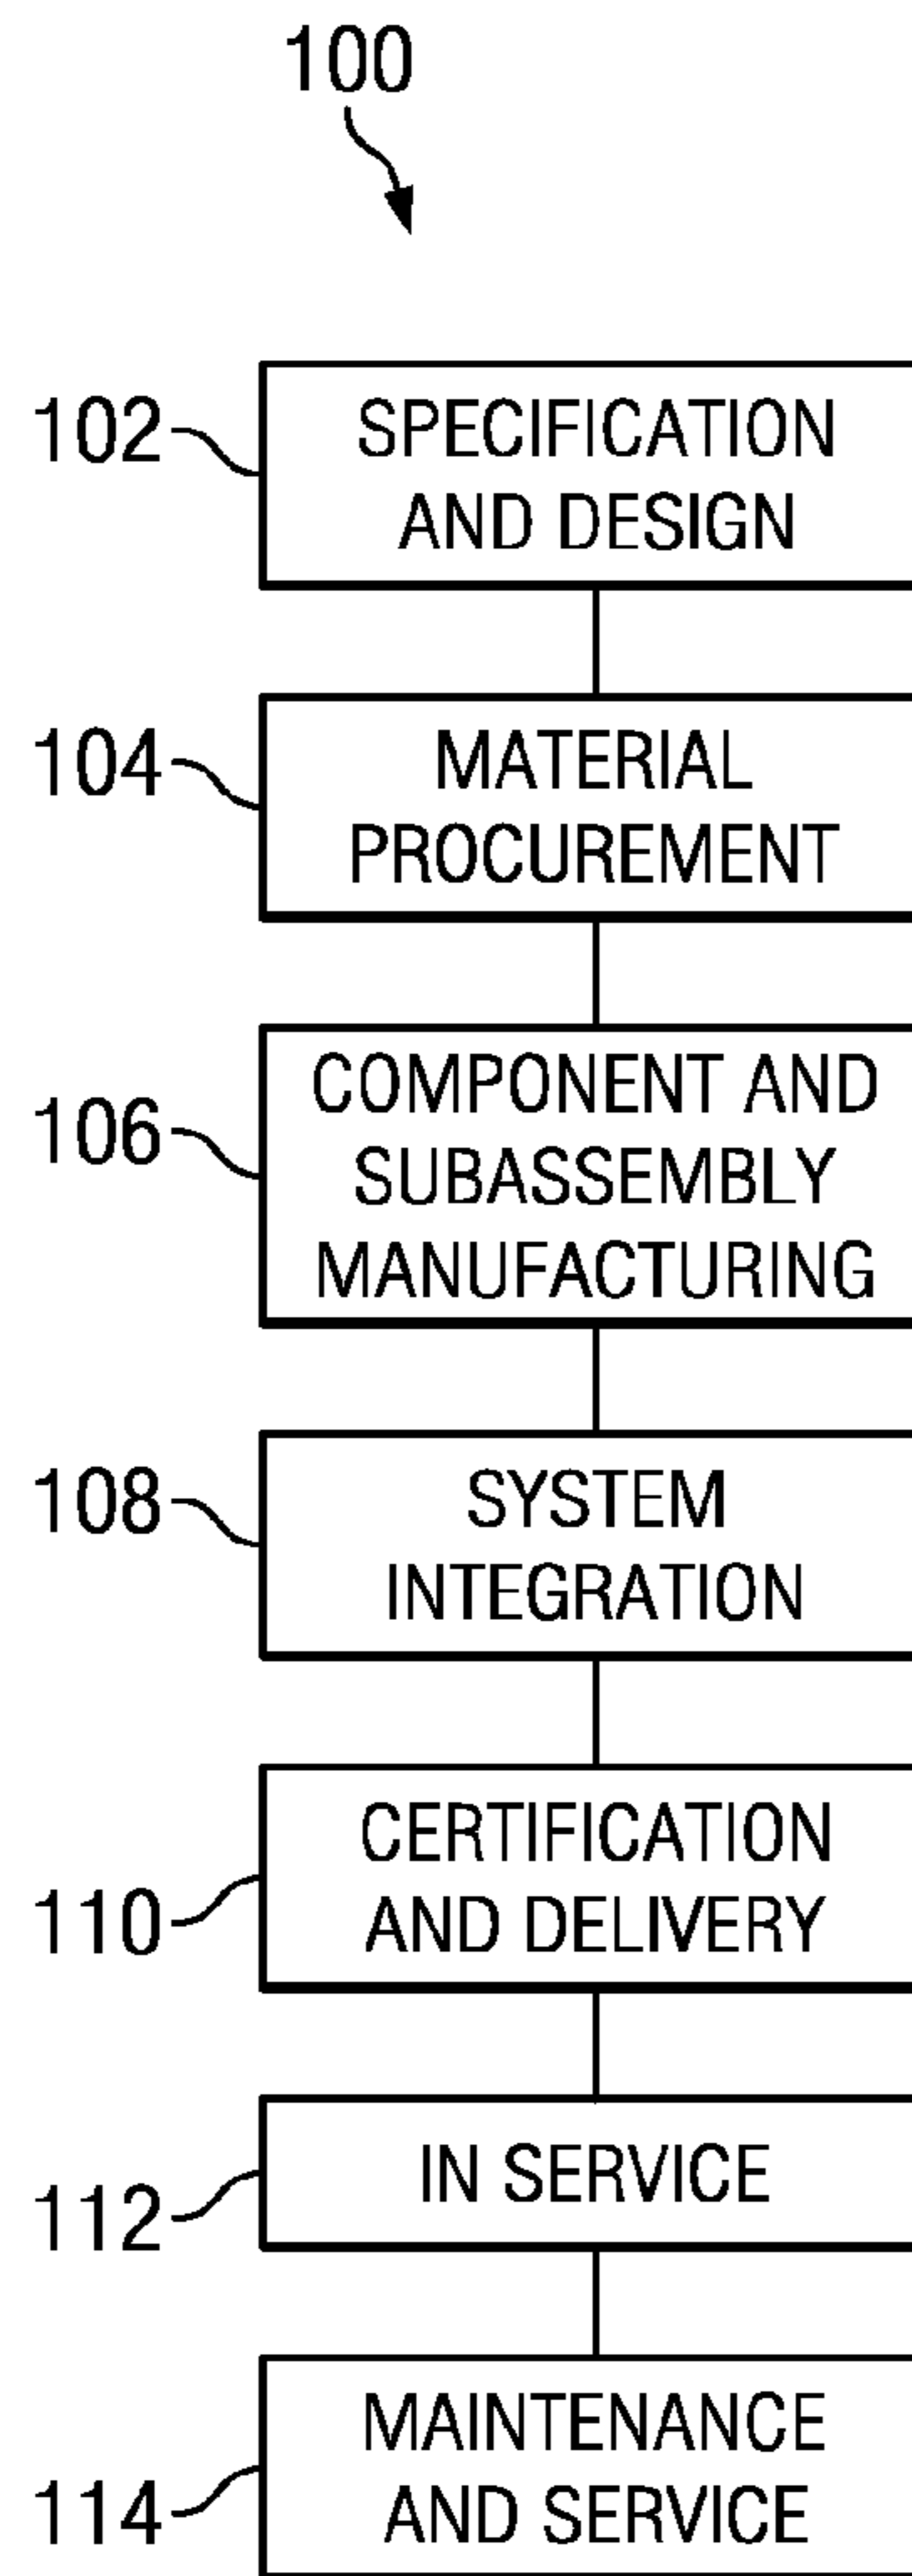 100
102
SPECIFICATION
AND DESIGN
104
MATERIAL
PROCUREMENT
106
COMPONENT AND
SUBASSEMBLY
MANUFACTURING
108
SYSTEM
INTEGRATION
110
CERTIFICATION
AND DELIVERY
112
IN SERVICE
114
MAINTENANCE
AND SERVICE